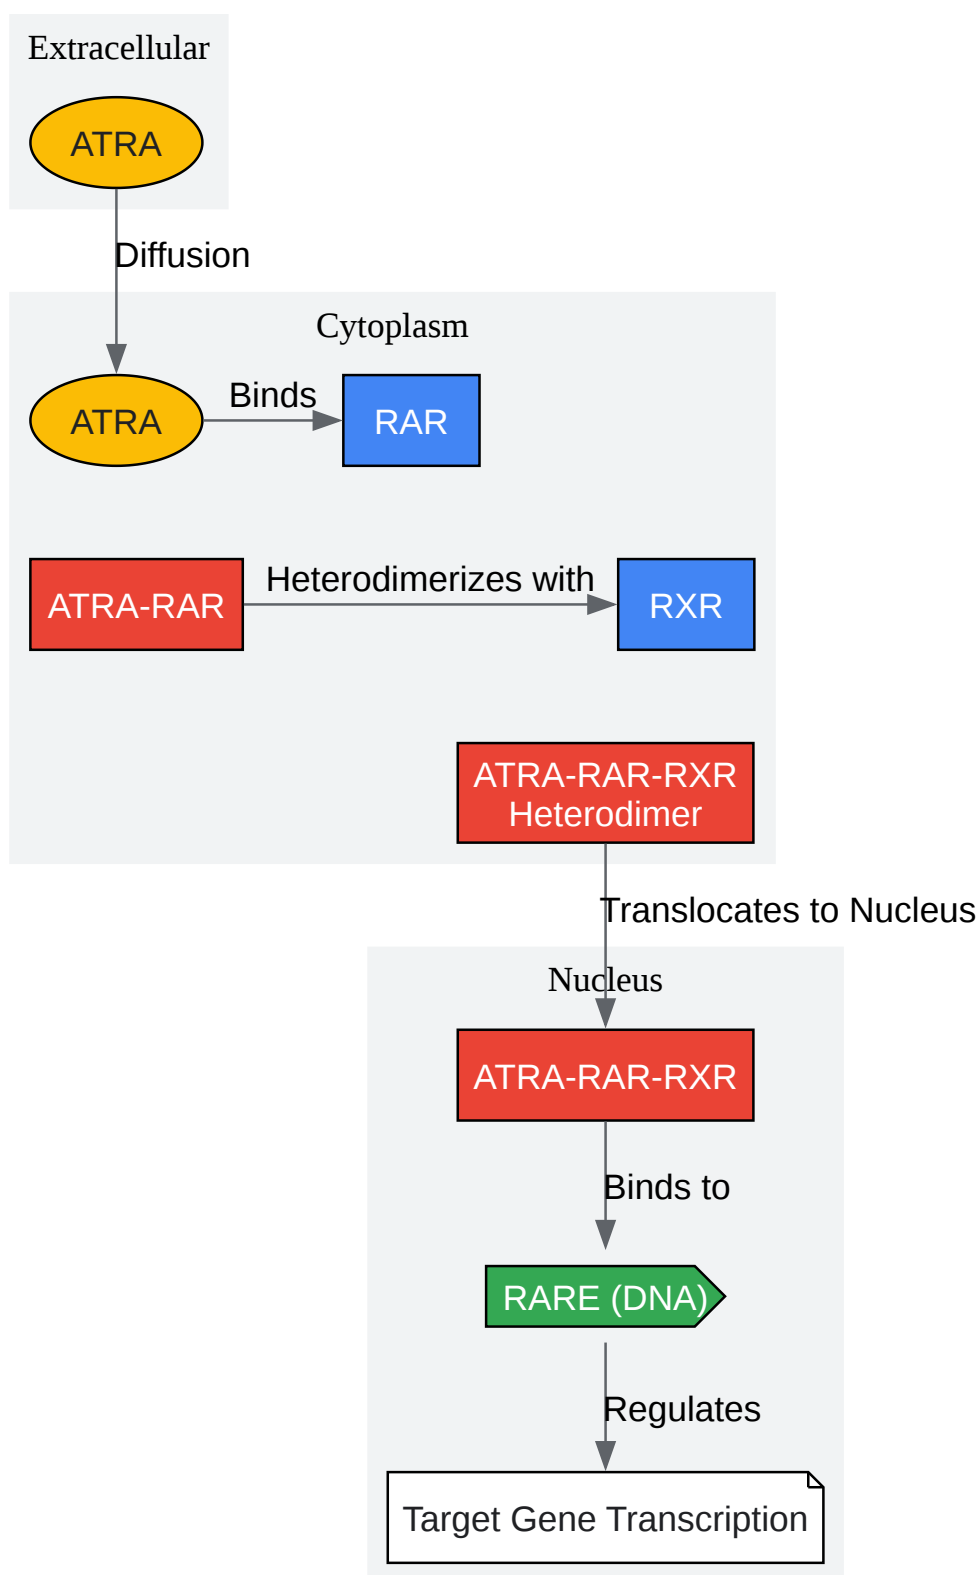 Extracellular
ATRA
Diffusion
Cytoplasm
ATRA
Binds
RAR
ATRA-RAR
Heterodimerizes with
RXR
ATRA-RAR-RXR
Heterodimer
Translocates to Nucleus
Nucleus
ATRA-RAR-RXR
Binds to
RARE (DNA)
Regulates
Target Gene Transcription